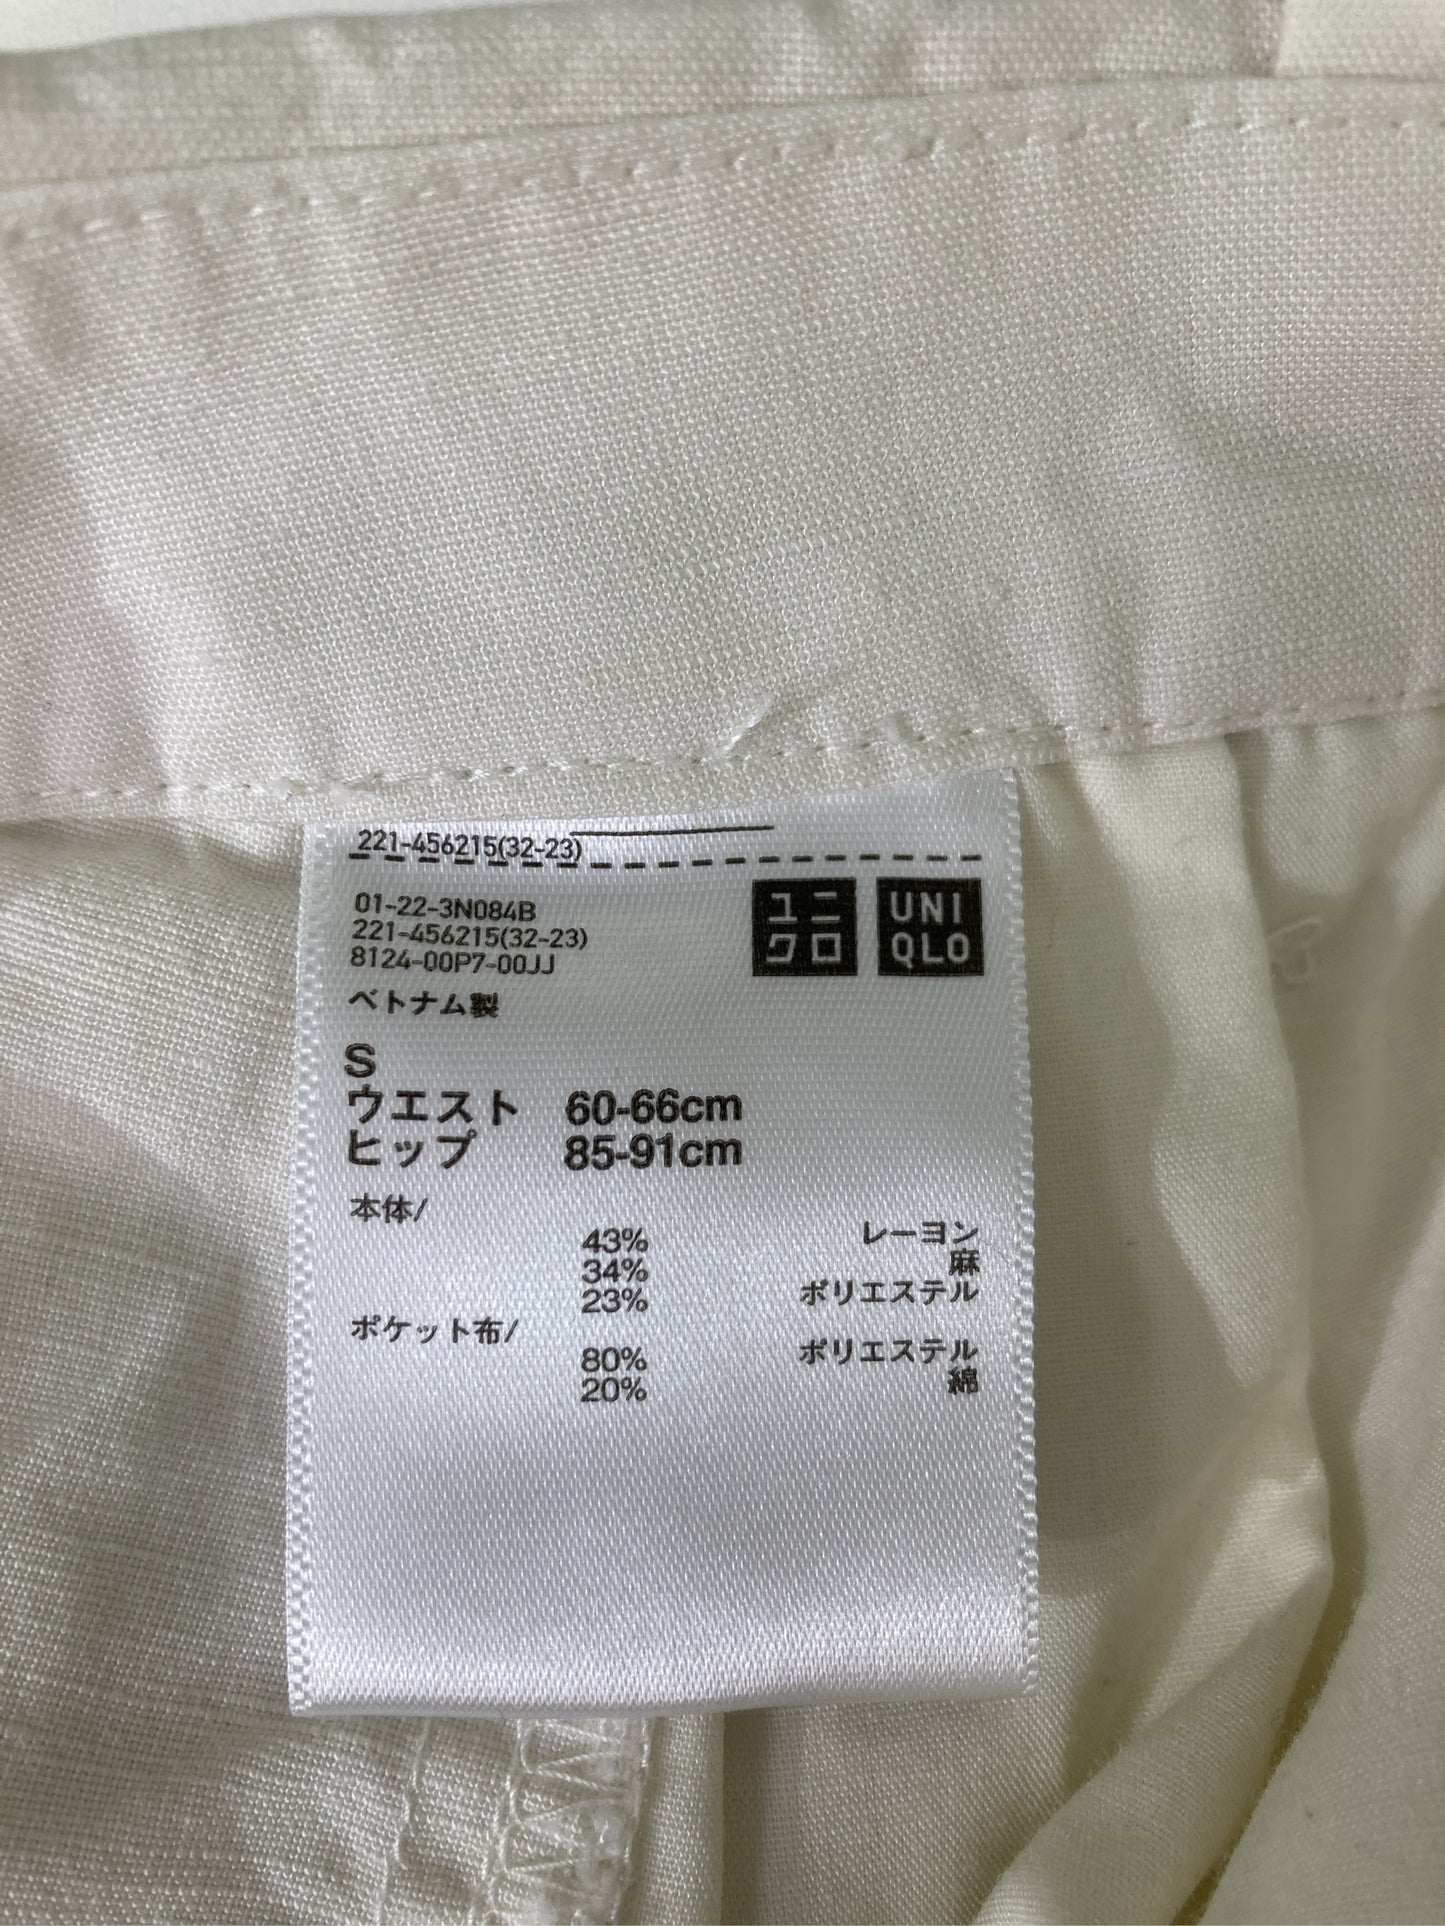 221-456215(32-23)
01-22-3N084B
221-456215(32-23)
8124-00P7-00JJ
ユニ
クロ
UNI
QLO
ベトナム製
S
ウエスト 60-66cm
ヒップ 85-91cm
本体/
43% レーヨン
34% 麻
23% ポリエステル
ポケット布/
80% ポリエステル
20% 綿